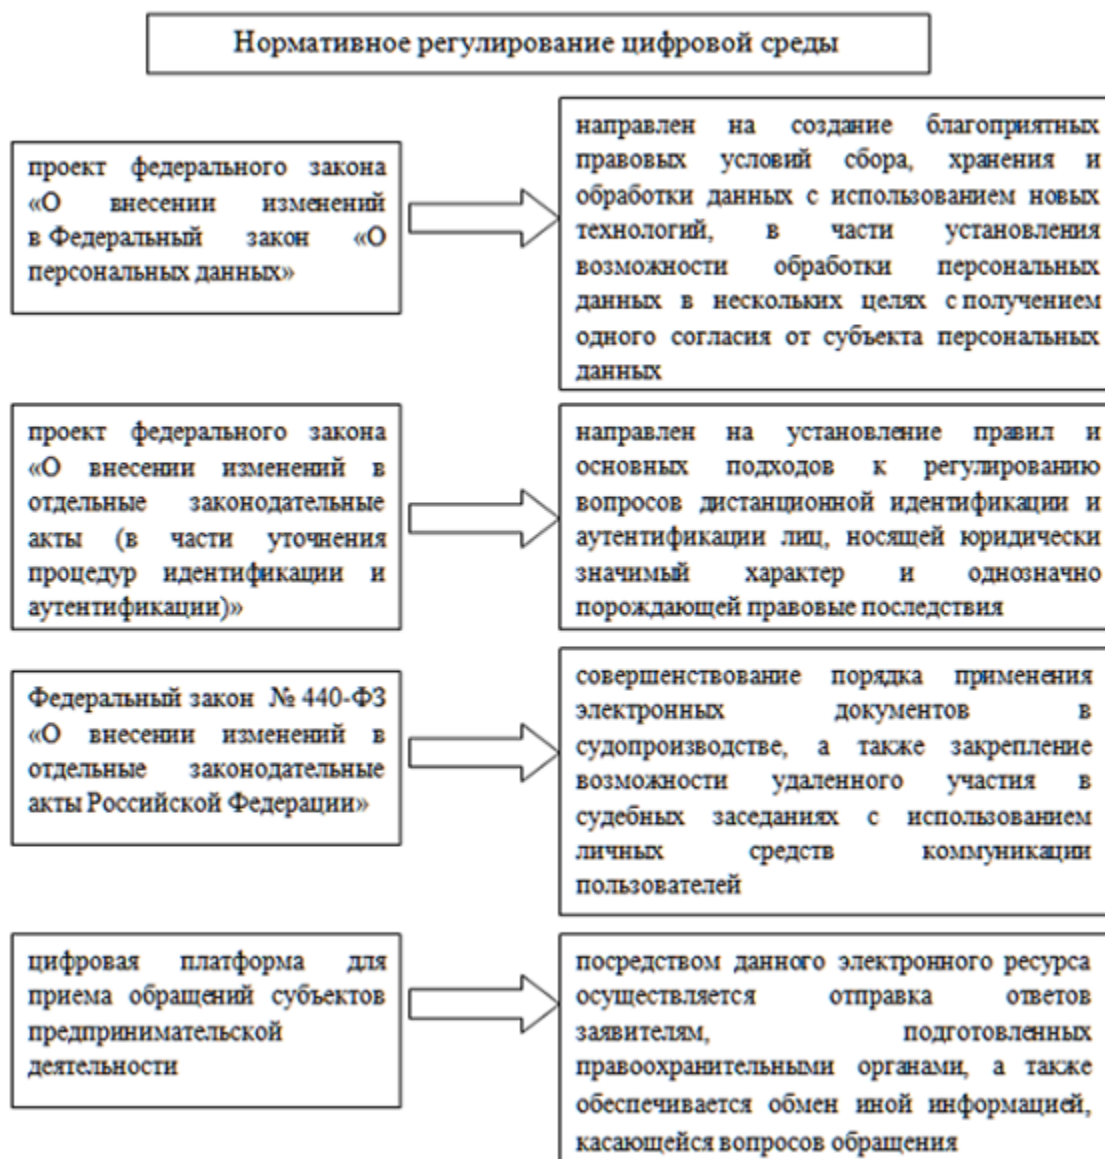 Нормативное регулирование цифровой среды
проект федерального закона
«О внесении изменений
в Федеральный закон «О
персональных данных»
направлен на создание благоприятных
правовых условий сбора, хранения и
обработки данных с использованием новых
технологий, в части установления
возможности обработки персональных
данных в нескольких целях с получением
одного согласия от субъекта персональных
данных
проект федерального закона
«О внесении изменений в
отдельные законодательные
акты (в части уточнения
процедур идентификации и
аутентификации)»
направлен на установление правил и
основных подходов к регулированию
вопросов дистанционной идентификации и
аутентификации лиц, носящей юридически
значимый характер и однозначно
порождающей правовые последствия
Федеральный закон № 440-ФЗ
«О внесении изменений в
отдельные законодательные
акты Российской Федерации»
совершенствование порядка применения
электронных документов в
судопроизводстве, а также закрепление
возможности удаленного участия в
судебных заседаниях с использованием
личных средств коммуникации
пользователей
цифровая платформа для
приема обращений субъектов
предпринимательской
деятельности
посредством данного электронного ресурса
осуществляется отправка ответов
заявителям, подготовленных
правоохранительными органами, а также
обеспечивается обмен иной информацией,
касающейся вопросов обращения